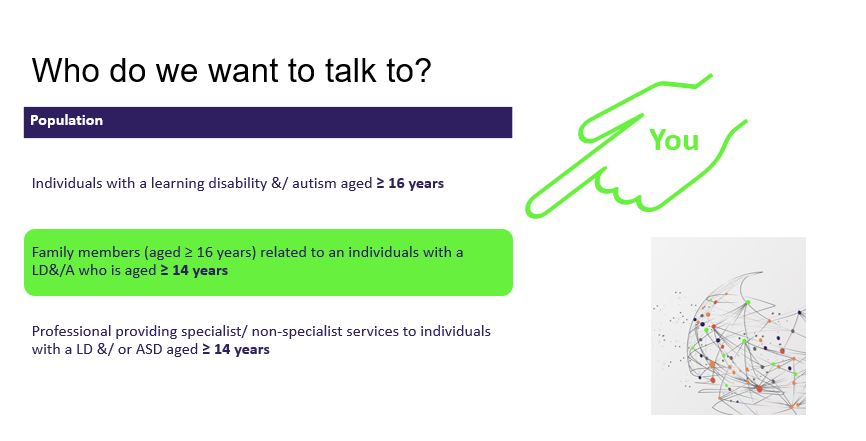 Who do we want to talk to?
Population
You
Individuals with a learning disability &/ autism aged ≥ 16 years
Family members (aged ≥ 16 years) related to an individuals with a
LD&/A who is aged ≥ 14 years
Professional providing specialist/ non-specialist services to individuals
with a LD &/ or ASD aged ≥ 14 years